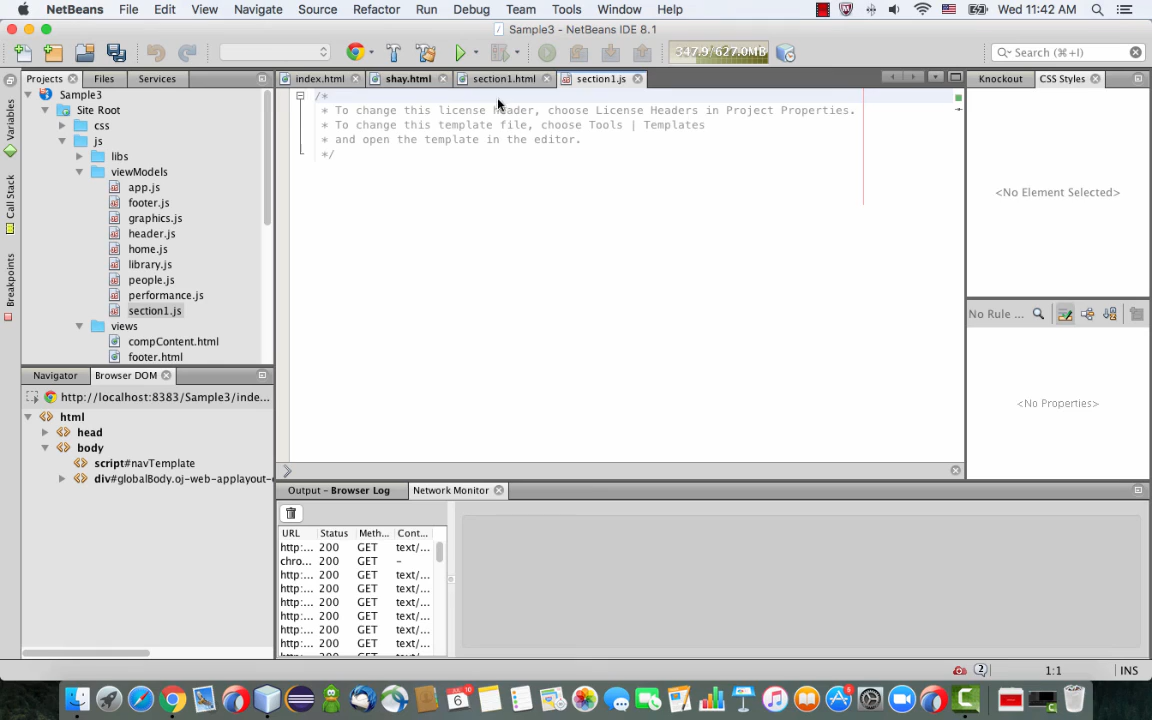 NetBeans File Edit View Navigate Source Refactor Run Debug Team Tools Window Help Wed 11:42 AM
Sample3 - NetBeans IDE 8.1
347.9/627.0MB
Search (⌘+I)
Projects Files Services
index.html shay.html section1.html section1.js
Knockout CSS Styles
Variables
Call Stack
Breakpoints
Sample3
Site Root
css
js
libs
viewModels
app.js
footer.js
graphics.js
header.js
home.js
library.js
people.js
performance.js
section1.js
views
compContent.html
footer.html
/*
* To change this license header, choose License Headers in Project Properties.
* To change this template file, choose Tools | Templates
* and open the template in the editor.
*/
<No Element Selected>
No Rule ...
<No Properties>
Navigator Browser DOM
http://localhost:8383/Sample3/inde...
html
head
body
script#navTemplate
div#globalBody.oj-web-applayout-
Output - Browser Log Network Monitor
URL Status Meth... Cont...
http:... 200 GET text/...
chro... 200 GET -
http:... 200 GET text/...
http:... 200 GET text/...
http:... 200 GET text/...
http:... 200 GET text/...
http:... 200 GET text/...
http:... 200 GET text/...
2 1:1 INS